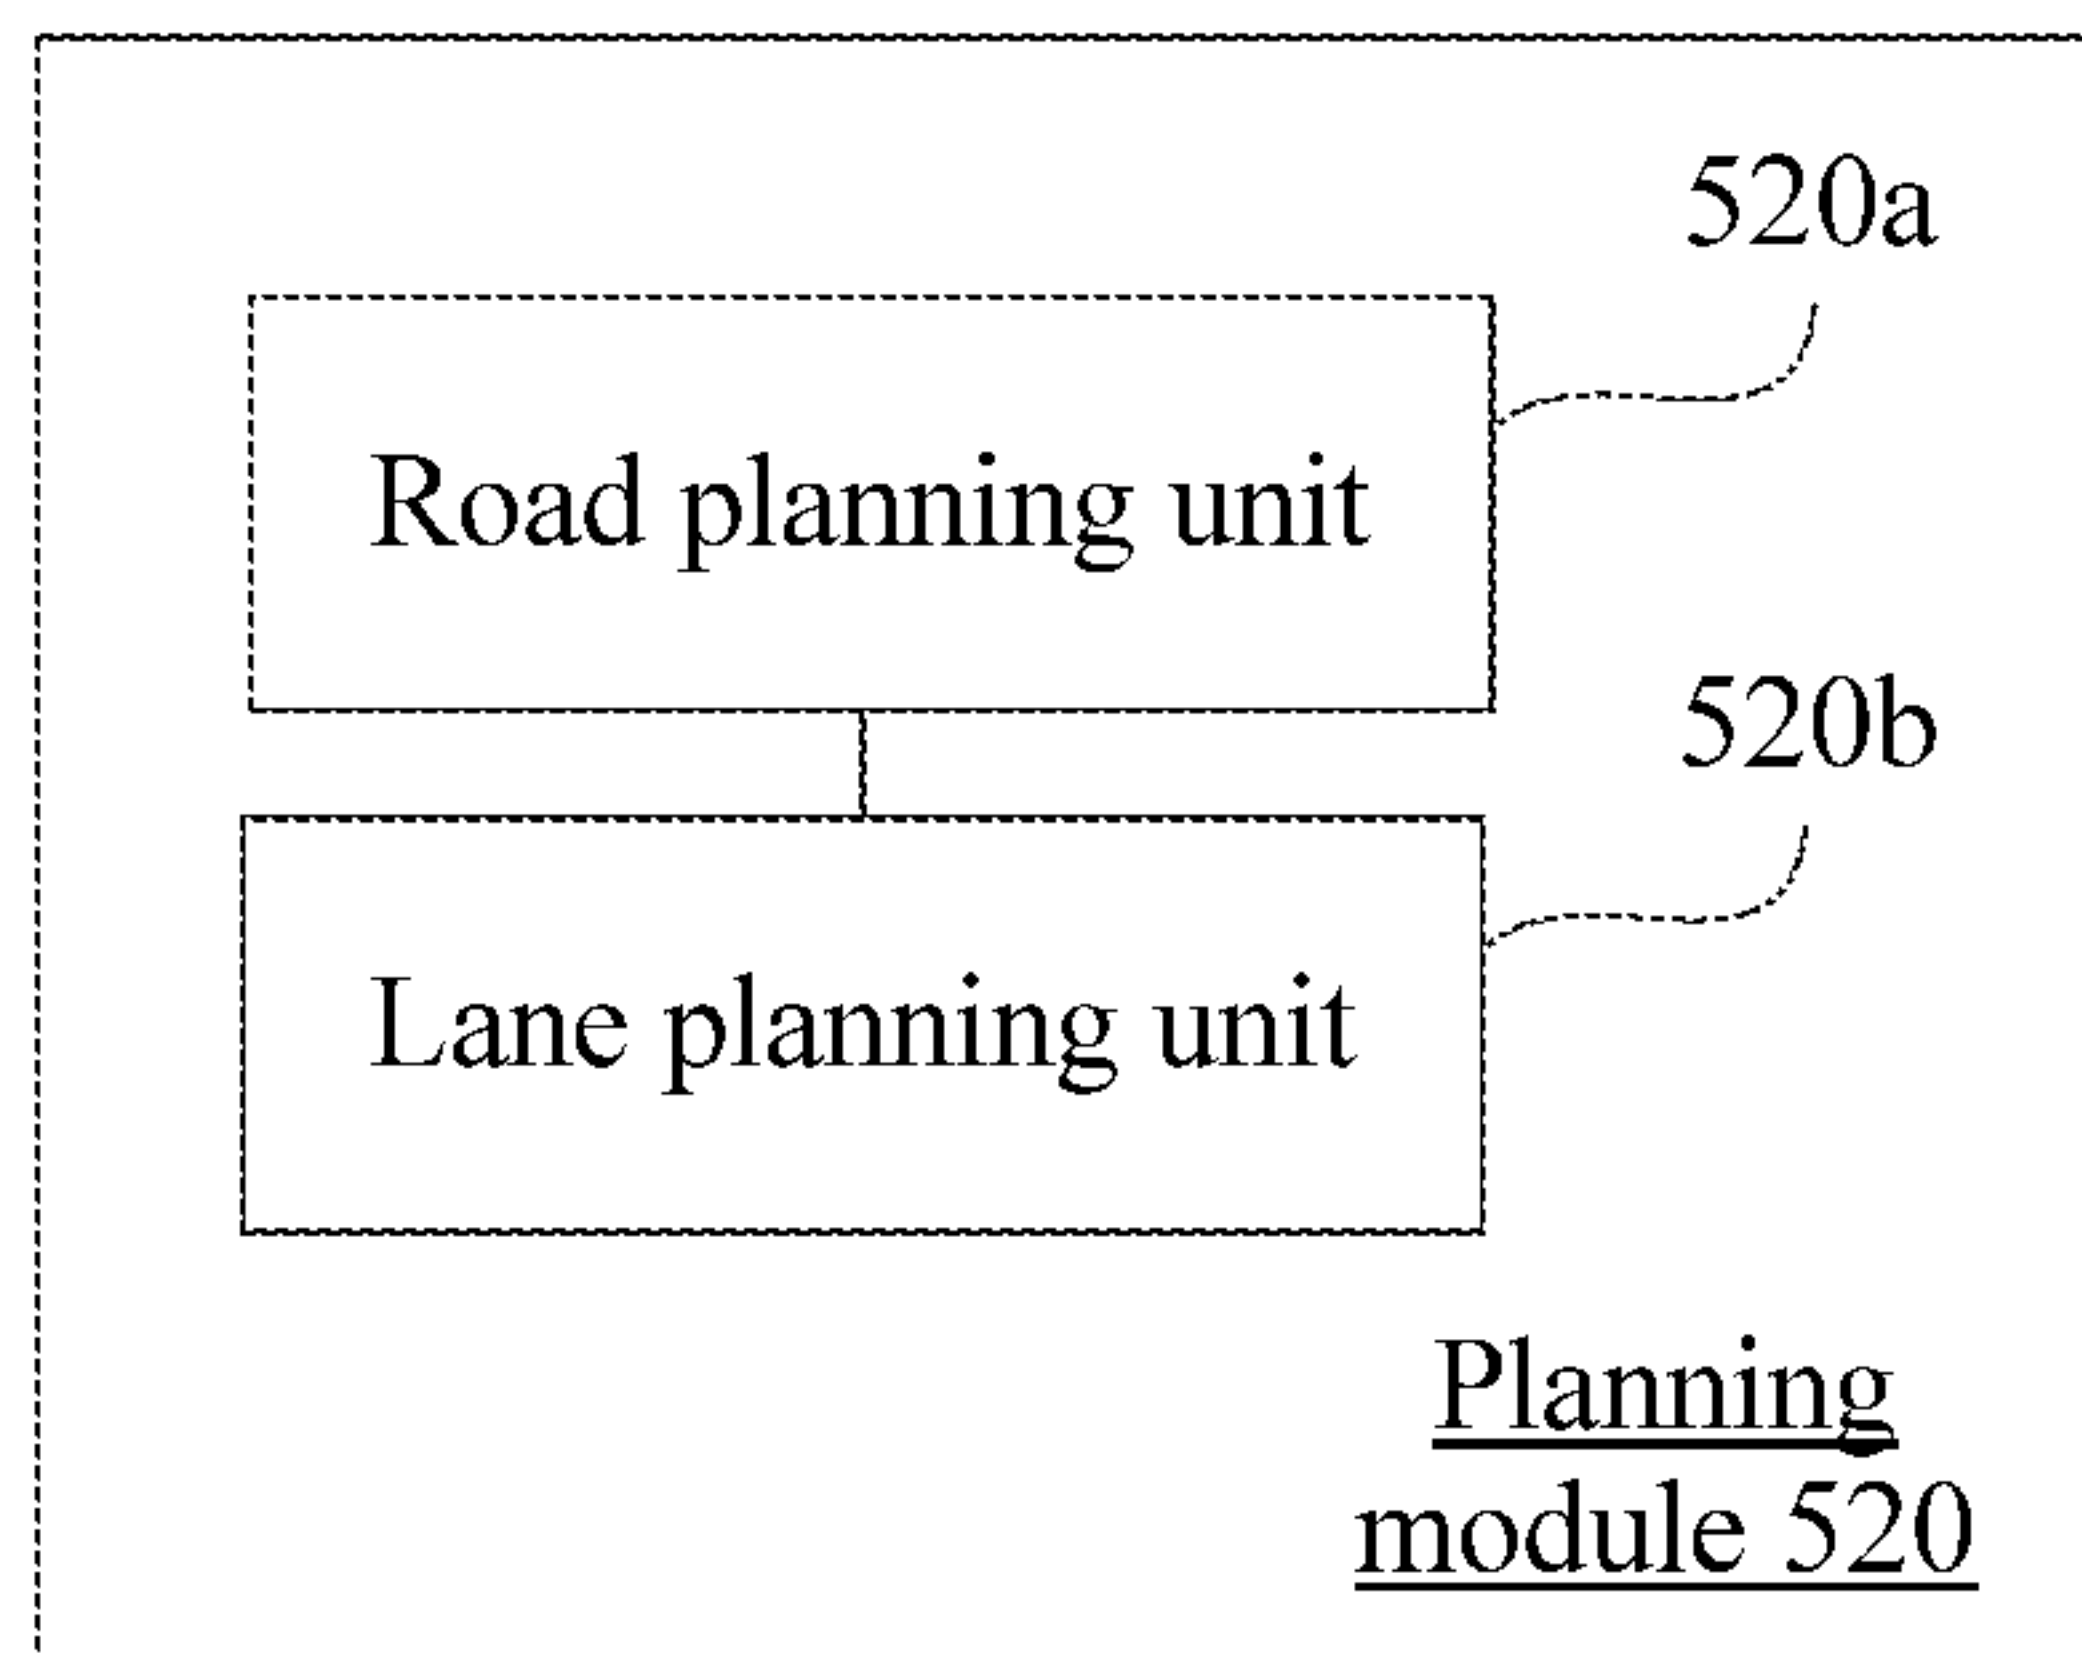 520a
Road planning unit
520b
Lane planning unit
Planning
module 520